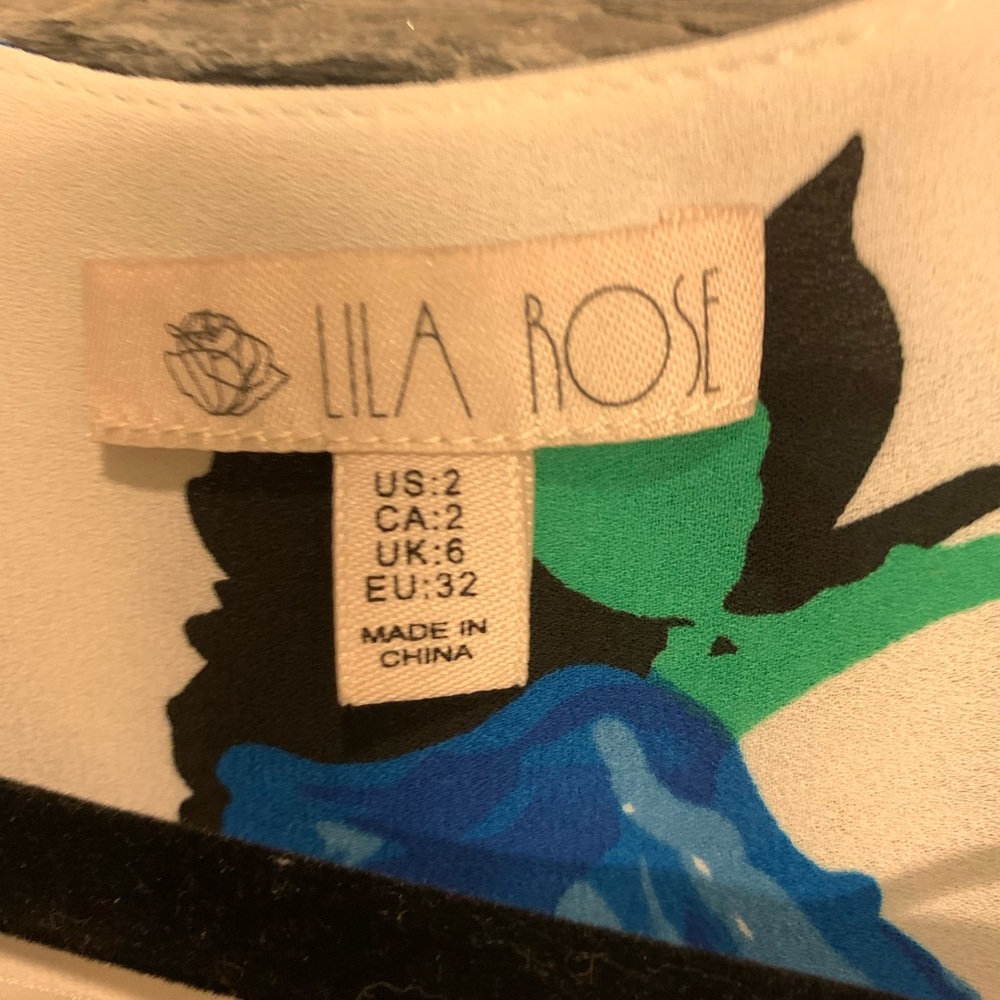 LILA ROSE
US:2
CA:2
UK:6
EU:32
MADE IN
CHINA